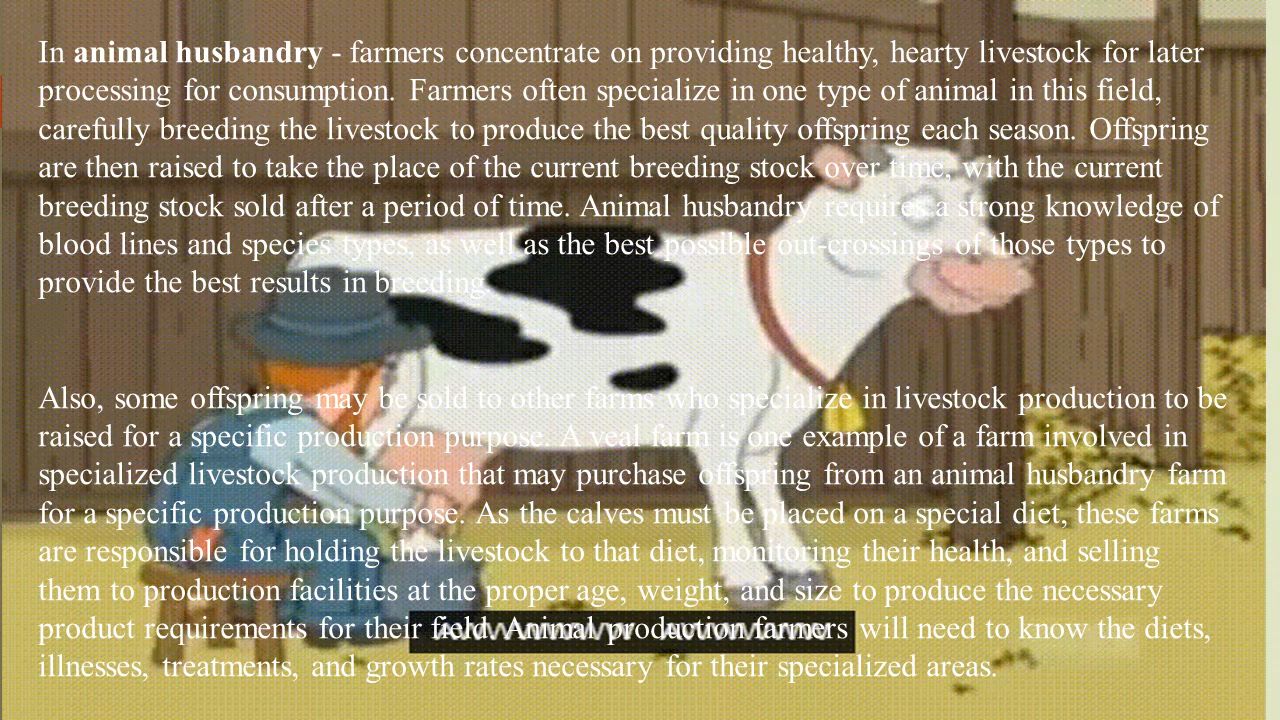 In animal husbandry - farmers concentrate on providing healthy, hearty livestock for later
processing for consumption. Farmers often specialize in one type of animal in this field,
carefully breeding the livestock to produce the best quality offspring each season. Offspring
are then raised to take the place of the current breeding stock over time, with the current
breeding stock sold after a period of time. Animal husbandry requires a strong knowledge of
blood lines and species types, as well as the best possible out-crossings of those types to
provide the best results in breeding.
Also, some offspring may be sold to other farms who specialize in livestock production to be
raised for a specific production purpose. A veal farm is one example of a farm involved in
specialized livestock production that may purchase offspring from an animal husbandry farm
for a specific production purpose. As the calves must be placed on a special diet, these farms
are responsible for holding the livestock to that diet, monitoring their health, and selling
them to production facilities at the proper age, weight, and size to produce the necessary
product requirements for their field. Animal production farmers will need to know the diets,
illnesses, treatments, and growth rates necessary for their specialized areas.